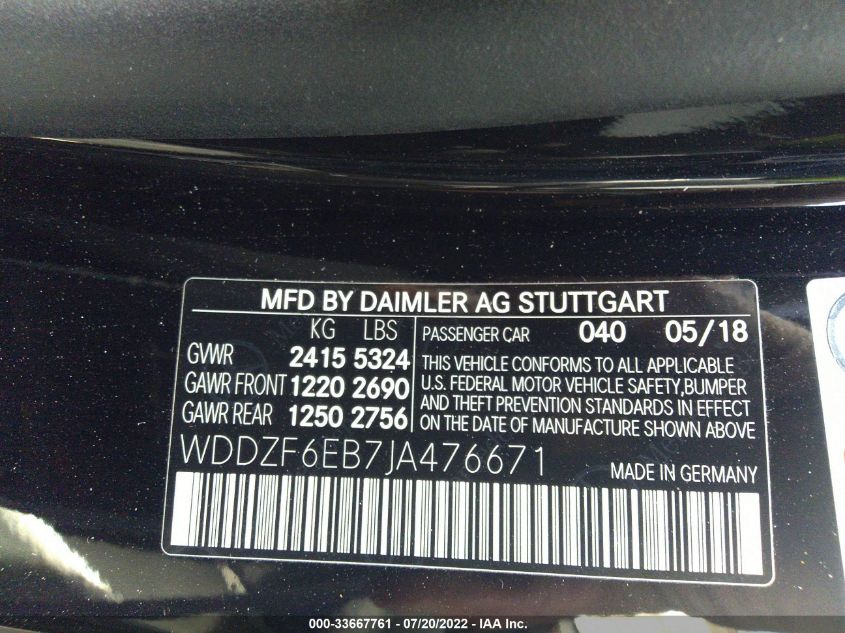 MFD BY DAIMLER AG STUTTGART
KG LBS
GVWR 2415 5324
GAWR FRONT 1220 2690
GAWR REAR 1250 2756
PASSENGER CAR 040 05/18
THIS VEHICLE CONFORMS TO ALL APPLICABLE
U.S. FEDERAL MOTOR VEHICLE SAFETY,BUMPER
AND THEFT PREVENTION STANDARDS IN EFFECT
ON THE DATE OF MANUFACTURE SHOWN ABOVE.
WDDZF6EB7JA476671
MADE IN GERMANY
000-33667761 - 07/20/2022 - IAA Inc.